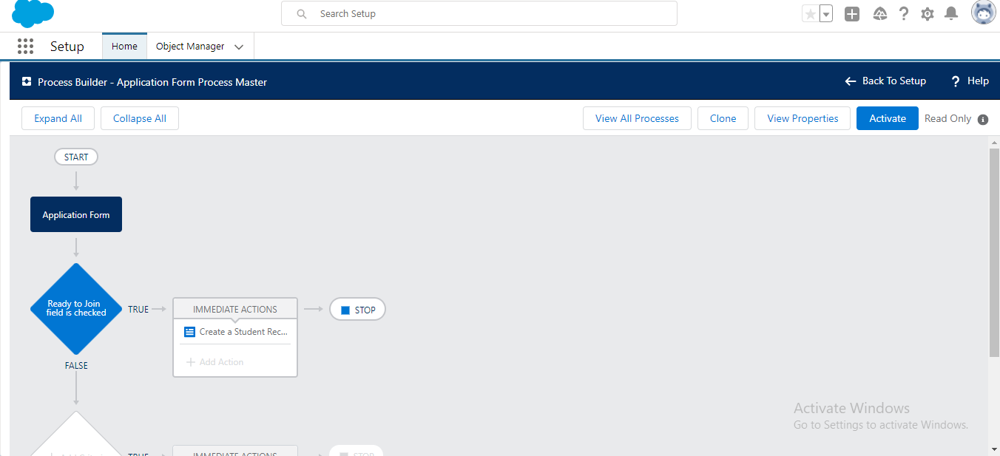 Search Setup
Setup
Home
Object Manager
Process Builder - Application Form Process Master
Back To Setup
? Help
Expand All
Collapse All
View All Processes
Clone
View Properties
Activate
Read Only
START
Application Form
Ready to Join
field is checked
TRUE
IMMEDIATE ACTIONS
STOP
Create a Student Rec...
+ Add Action
FALSE
Activate Windows
Go to Settings to activate Windows.
TRUE
IMMEDIATE ACTIONS
STOP